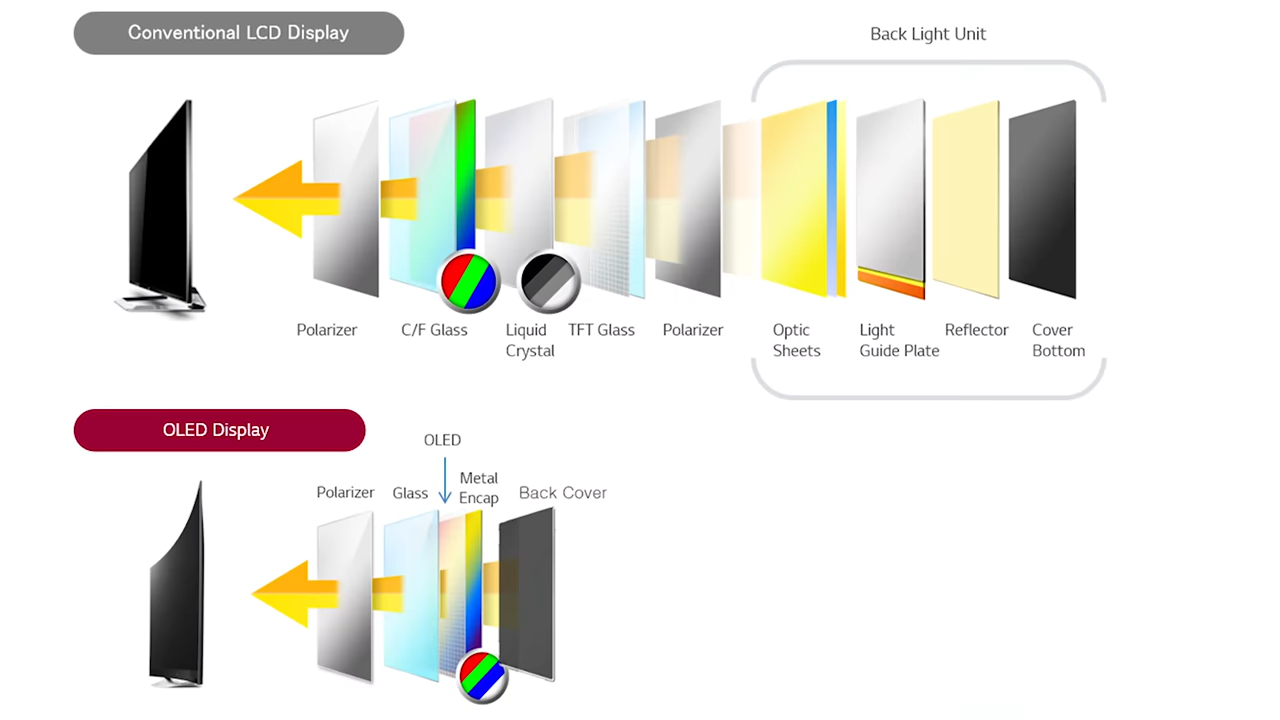 Conventional LCD Display
Back Light Unit
Polarizer
C/F Glass
Liquid
Crystal
TFT Glass
Polarizer
Optic
Sheets
Light
Guide Plate
Reflector
Cover
Bottom
OLED Display
OLED
Polarizer
Glass
Metal
Encap
Back Cover